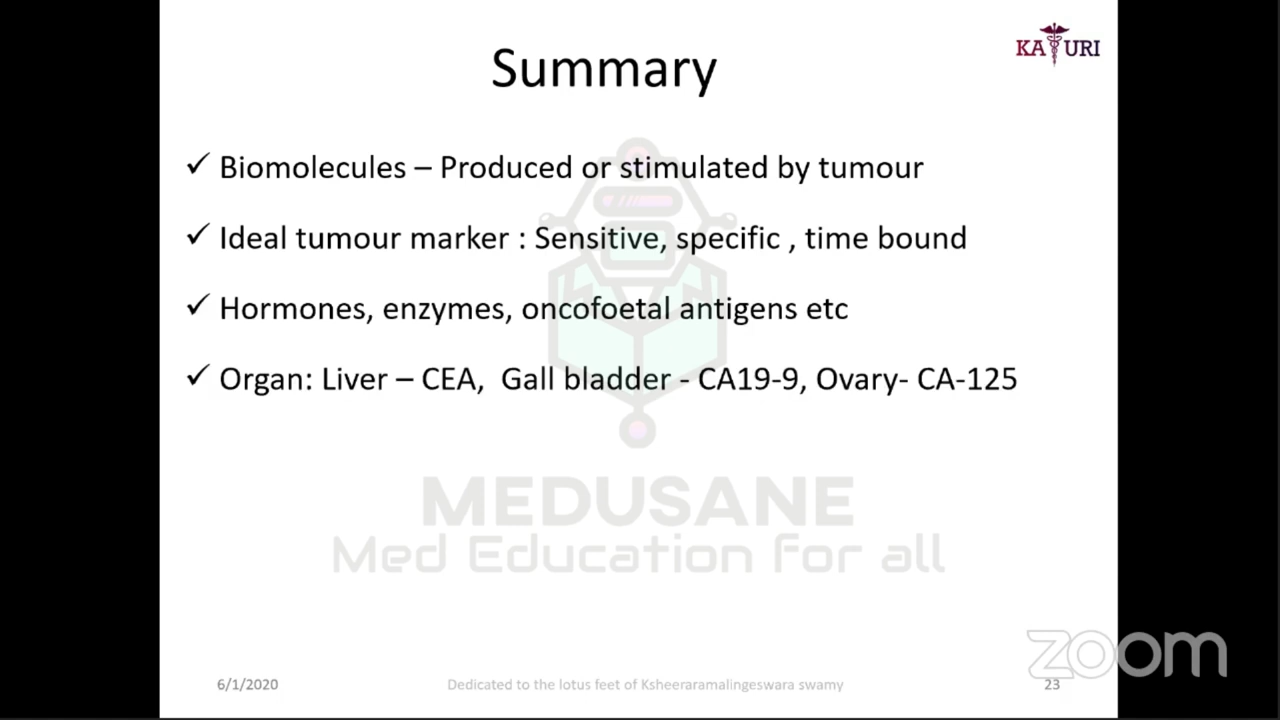 KATURI
Summary
✓ Biomolecules – Produced or stimulated by tumour
✓ Ideal tumour marker : Sensitive, specific , time bound
✓ Hormones, enzymes, oncofoetal antigens etc
✓ Organ: Liver – CEA, Gall bladder - CA19-9, Ovary- CA-125
MEDUSANE
Med Education for all
zoom
6/1/2020
Dedicated to the lotus feet of Ksheeraramalingeswara swamy
23